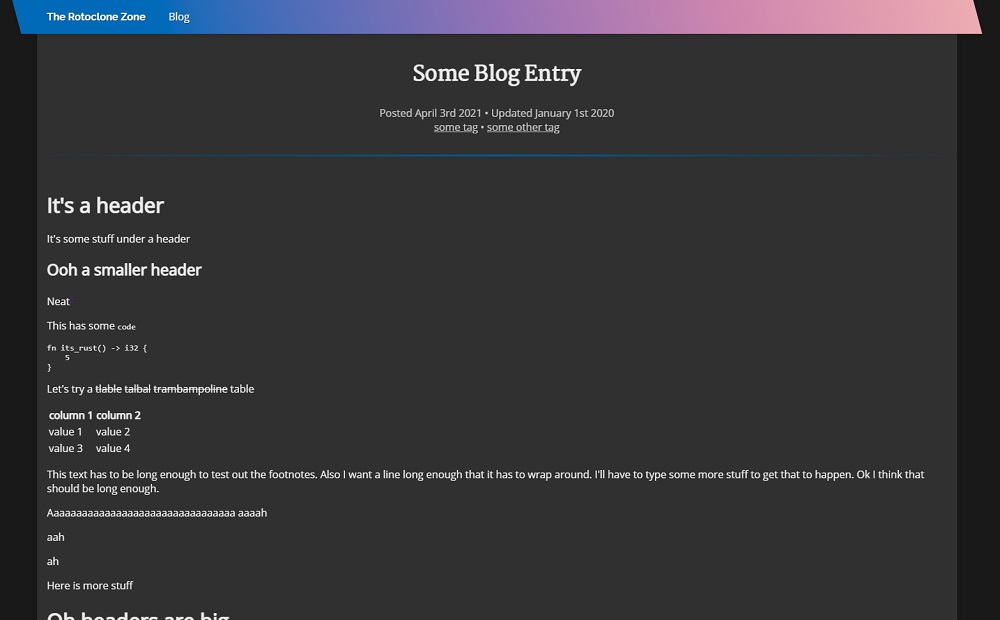 The Rotoclone Zone Blog
Some Blog Entry
Posted April 3rd 2021 • Updated January 1st 2020
some tag • some other tag
It's a header
It's some stuff under a header
Ooh a smaller header
Neat
This has some code
fn its_rust() -> i32 {
5
}
Let's try a tlable talbal trambampoline table
column 1 column 2
value 1 value 2
value 3 value 4
This text has to be long enough to test out the footnotes. Also I want a line long enough that it has to wrap around. I'll have to type some more stuff to get that to happen. Ok I think that
should be long enough.
Aaaaaaaaaaaaaaaaaaaaaaaaaaaaaaaaa aaaah
aah
ah
Here is more stuff
Oh headers are big